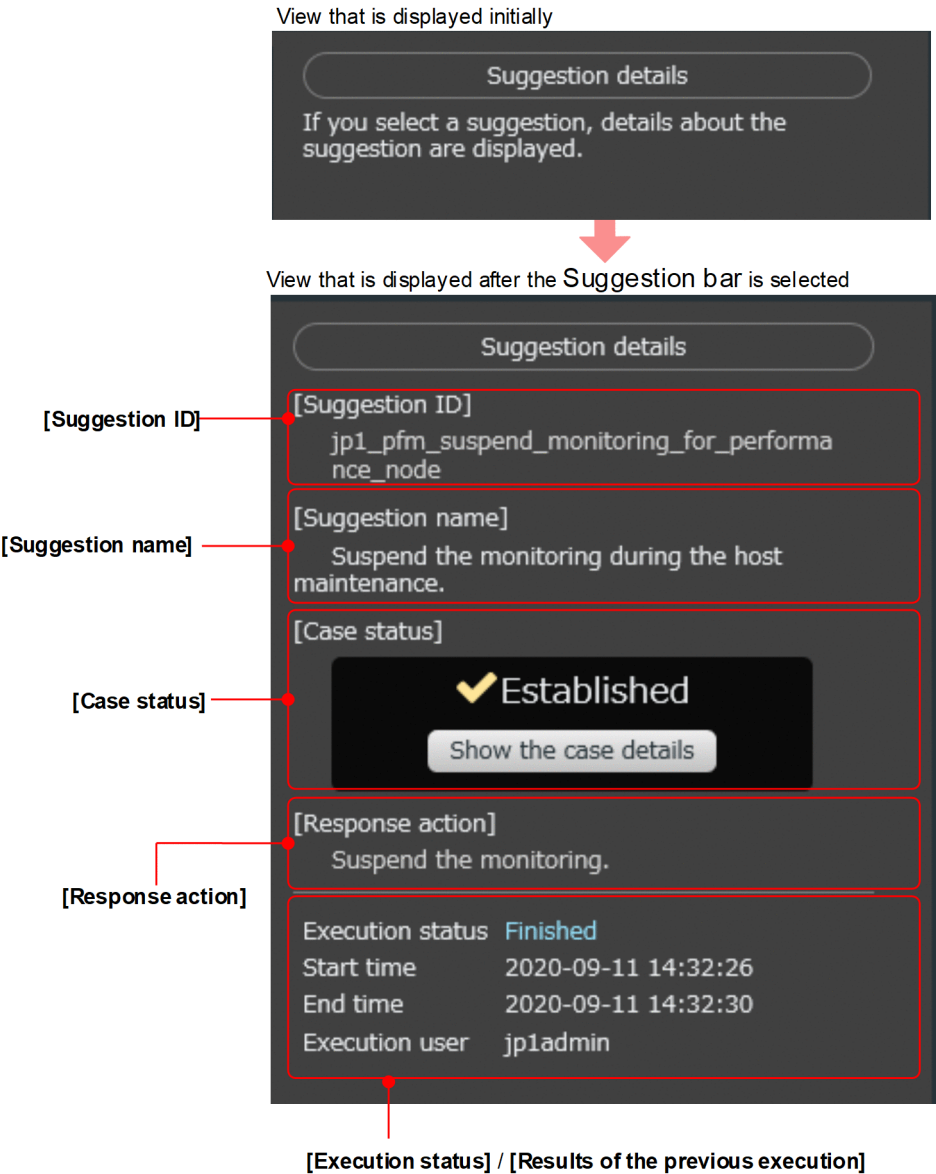 View that is displayed initially
Suggestion details
If you select a suggestion, details about the
suggestion are displayed.
View that is displayed after the Suggestion bar is selected
Suggestion details
[Suggestion ID]
[Suggestion ID]
jp1_pfm_suspend_monitoring_for_performa
nce_node
[Suggestion name]
[Suggestion name]
Suspend the monitoring during the host
maintenance.
[Case status]
[Case status]
Established
Show the case details
[Response action]
[Response action]
Suspend the monitoring.
Execution status Finished
Start time 2020-09-11 14:32:26
End time 2020-09-11 14:32:30
Execution user jp1admin
[Execution status] / [Results of the previous execution]